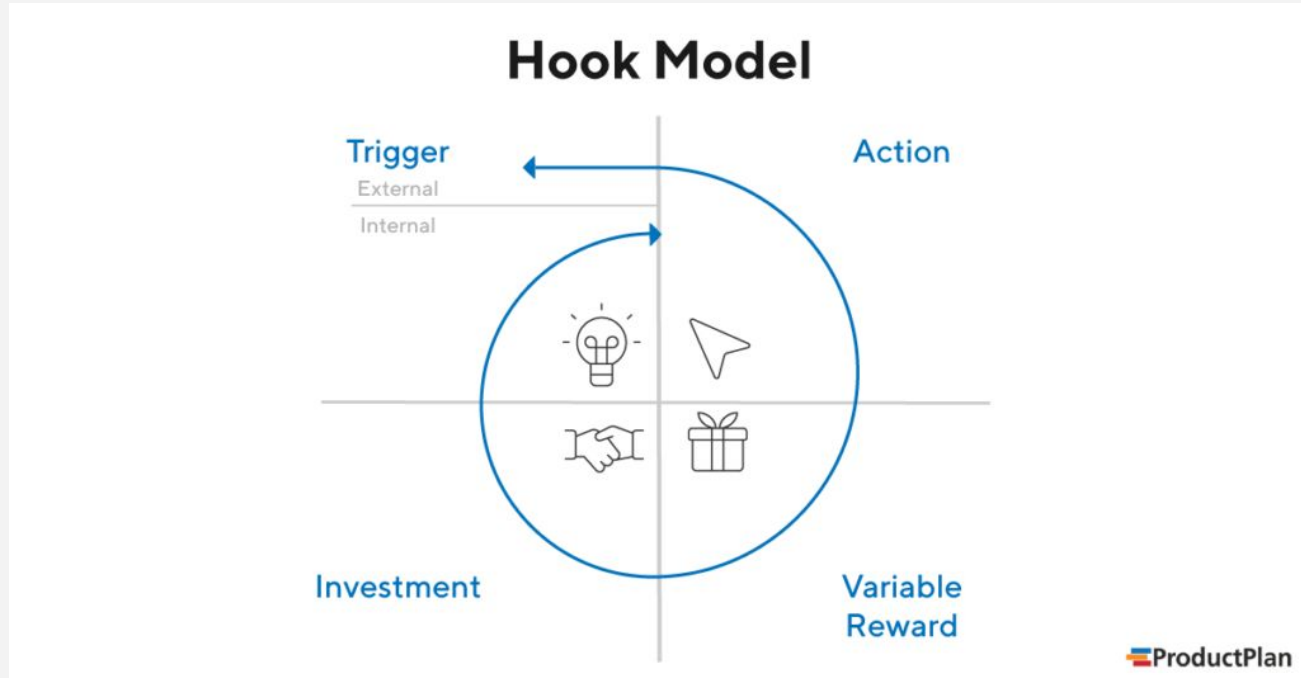 Hook Model
Trigger
External
Internal
Action
Investment
Variable
Reward
ProductPlan